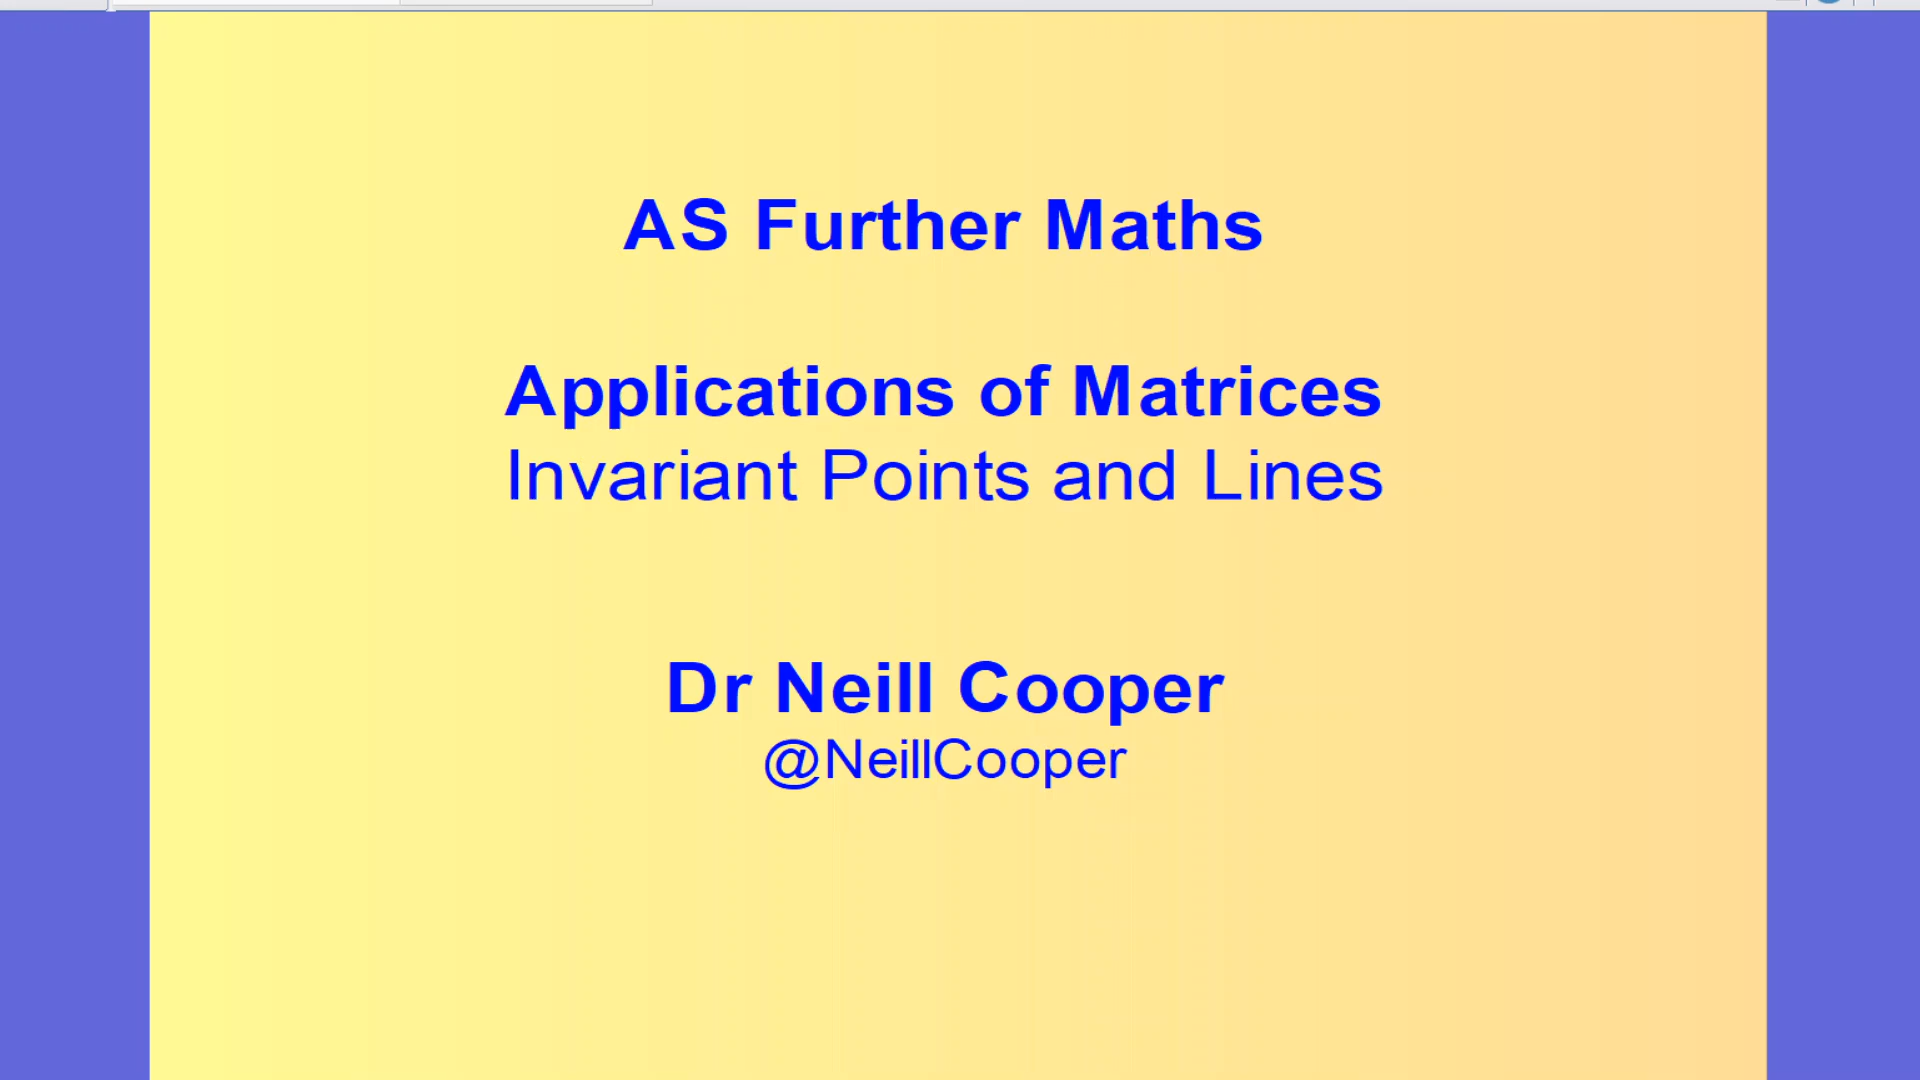 AS Further Maths
Applications of Matrices
Invariant Points and Lines
Dr Neill Cooper
@NeillCooper